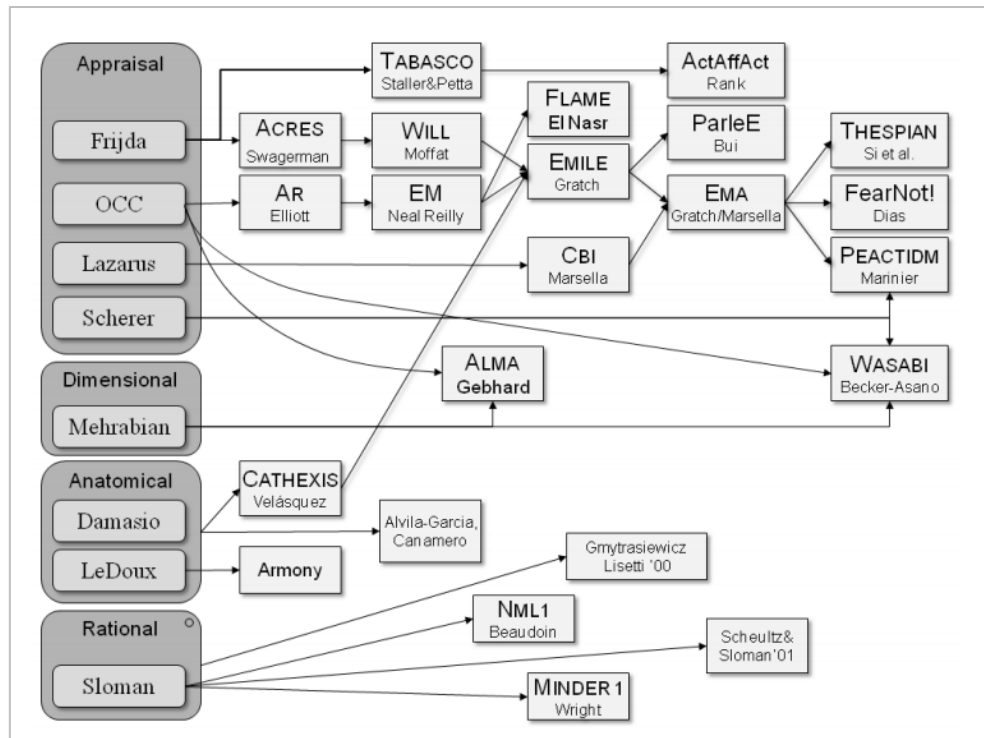 Appraisal
Frijda
OCC
Lazarus
Scherer
Dimensional
Mehrabian
Anatomical
Damasio
LeDoux
Rational
Sloman
TABASCO
Staller&Petta
ActAffAct
Rank
ACRES
Swagerman
WILL
Moffat
FLAME
El Nasr
EMILE
Gratch
ParleE
Bui
THESPIAN
Si et al.
AR
Elliott
EM
Neal Reilly
EMA
Gratch/Marsella
FearNot!
Dias
CBI
Marsella
PEACTIDM
Marinier
ALMA
Gebhard
WASABI
Becker-Asano
CATHEXIS
Velásquez
Alvila-Garcia,
Canamero
Armony
Gmytrasiewicz
Lisetti '00
NML1
Beaudoin
Scheultz&
Sloman'01
MINDER1
Wright